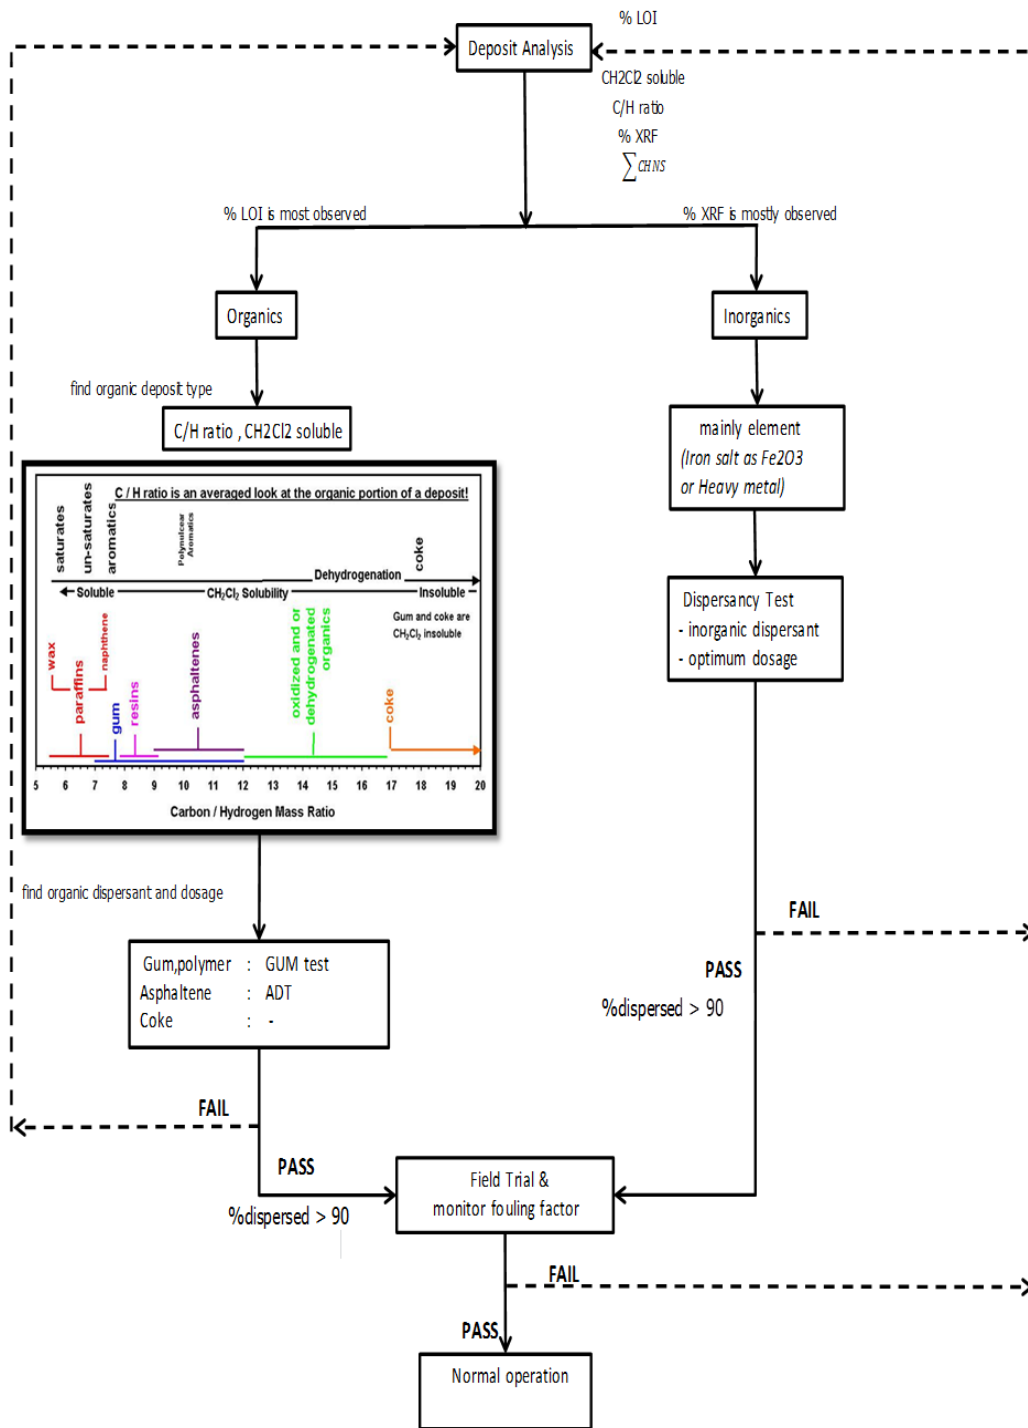 % LOI
Deposit Analysis
CH2Cl2 soluble
C/H ratio
% XRF
∑CHNS
% LOI is most observed
% XRF is mostly observed
Organics
Inorganics
find organic deposit type
C/H ratio , CH2Cl2 soluble
mainly element
(Iron salt as Fe2O3
or Heavy metal)
C / H ratio is an averaged look at the organic portion of a deposit!
saturates
un-saturates
aromatics
Polynulcear
Aromatics
coke
Dehydrogenation
Soluble
CH₂Cl₂ Solubility
Insoluble
Gum and coke are
CH₂Cl₂ insoluble
wax
paraffins
naphthene
gum
resins
asphaltenes
oxidized and or
dehydrogenated
organics
coke
5 6 7 8 9 10 11 12 13 14 15 16 17 18 19 20
Carbon / Hydrogen Mass Ratio
Dispersancy Test
- inorganic dispersant
- optimum dosage
find organic dispersant and dosage
Gum,polymer : GUM test
Asphaltene : ADT
Coke : -
FAIL
PASS
%dispersed > 90
FAIL
PASS
%dispersed > 90
Field Trial &
monitor fouling factor
FAIL
PASS
Normal operation